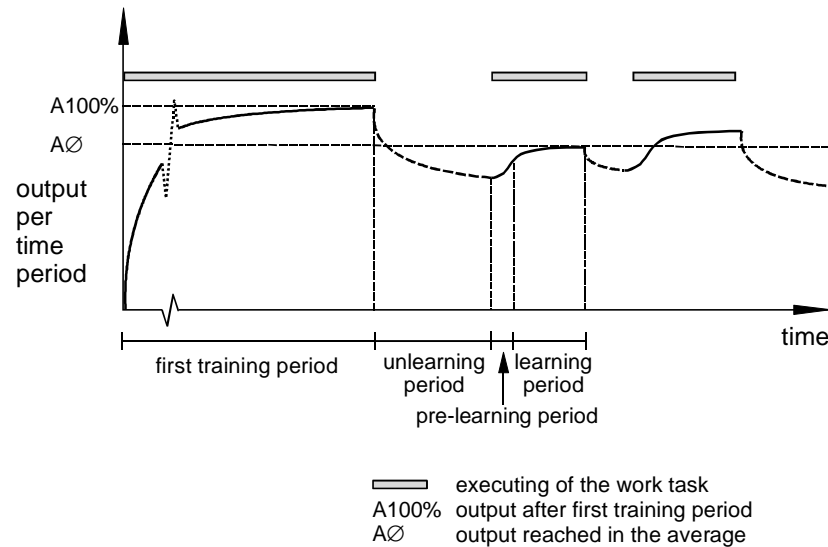 A100%
AØ
output
per
time
period
time
first training period
unlearning
period
learning
period
pre-learning period
executing of the work task
A100% output after first training period
AØ output reached in the average